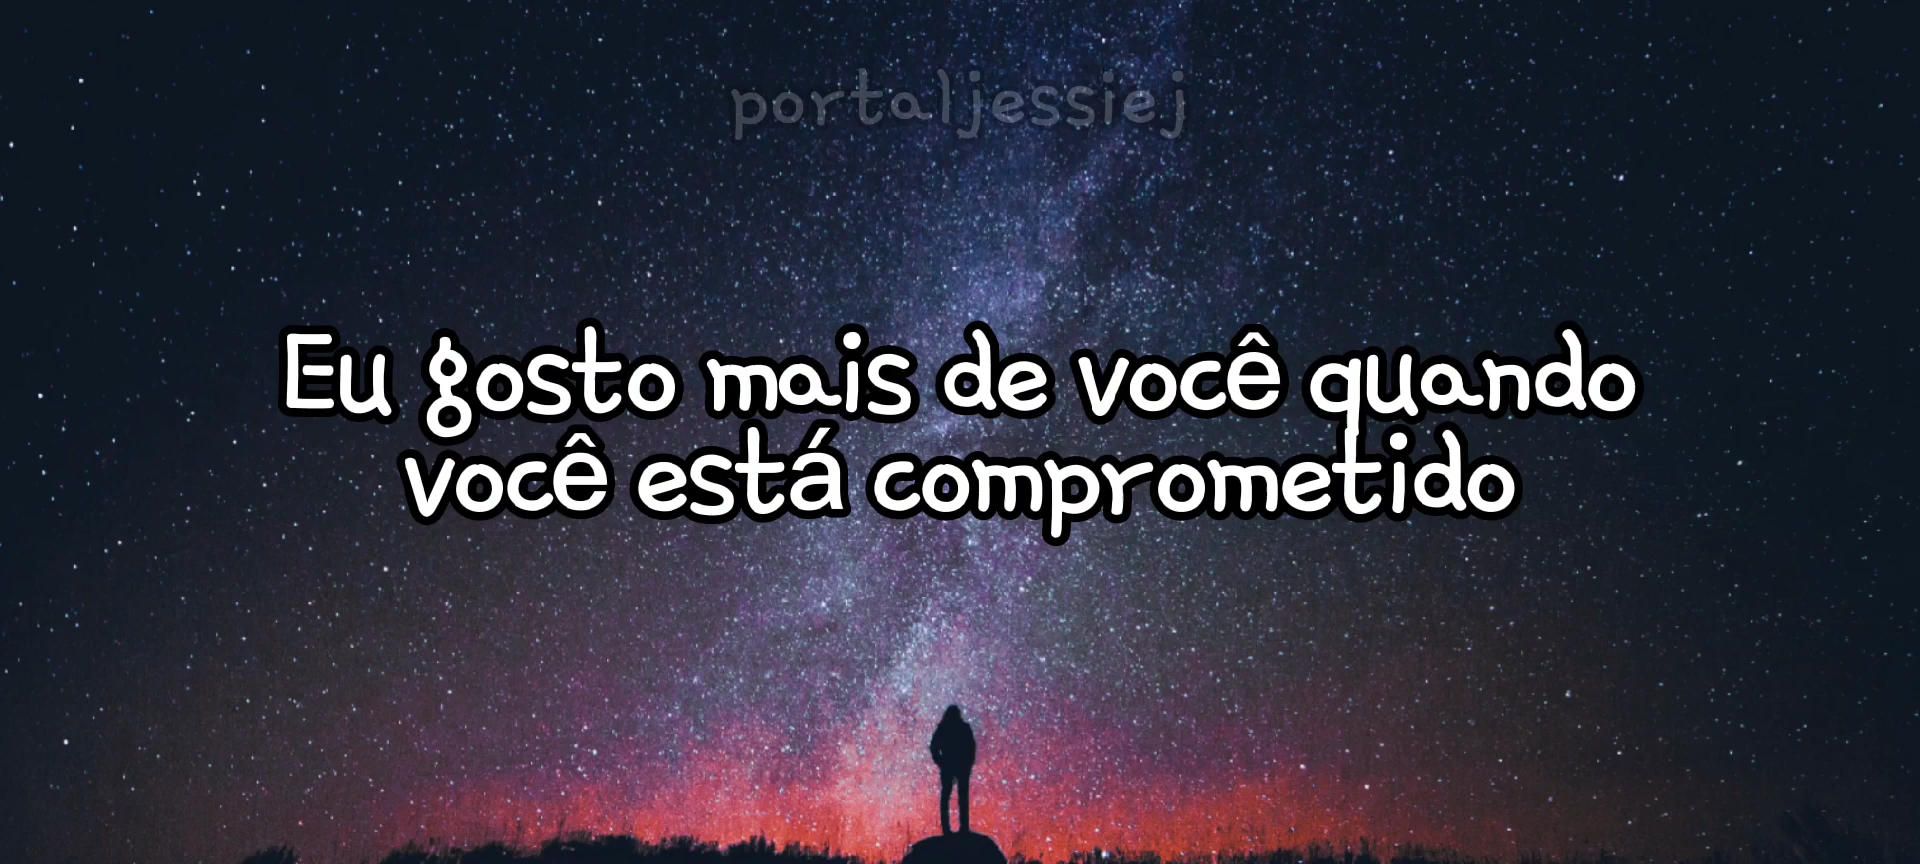 portaljessiej
Eu gosto mais de você quando
você está comprometido